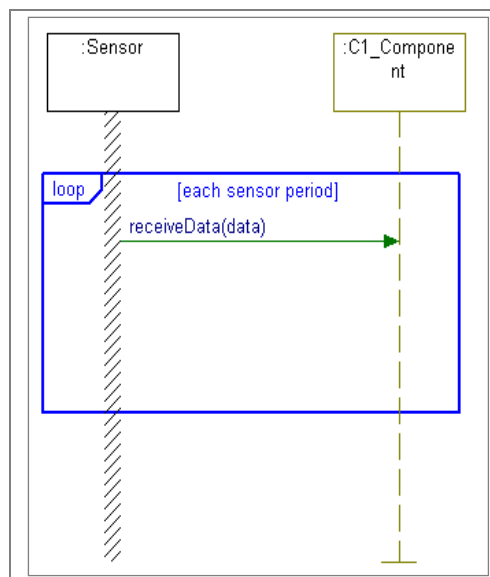 :Sensor
:C1_Compone
nt
loop
[each sensor period]
receiveData(data)